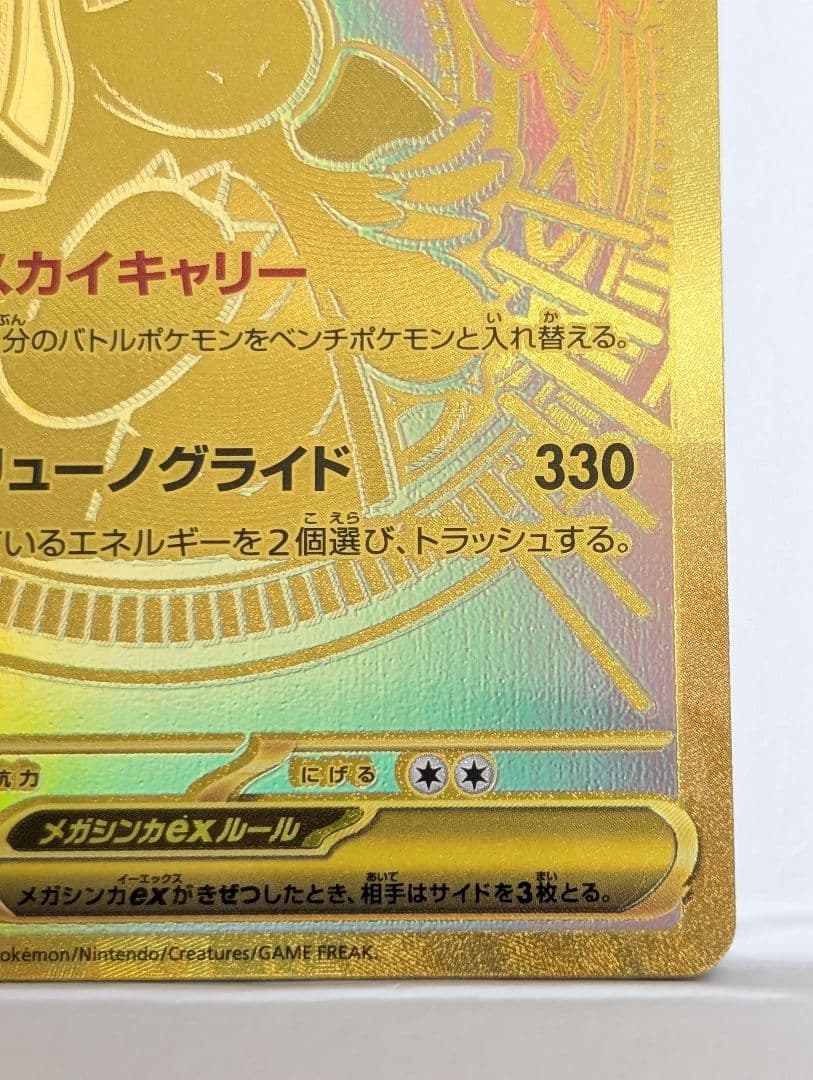 スカイキャリー
分のバトルポケモンをベンチポケモンと入れ替える。
リューノグライド 330
ているエネルギーを2個選び、トラッシュする。
抗力 にげる
メガシンカexルール
メガシンカexがきぜつしたとき、相手はサイドを3枚とる。
okémon/Nintendo/Creatures/GAME FREAK.